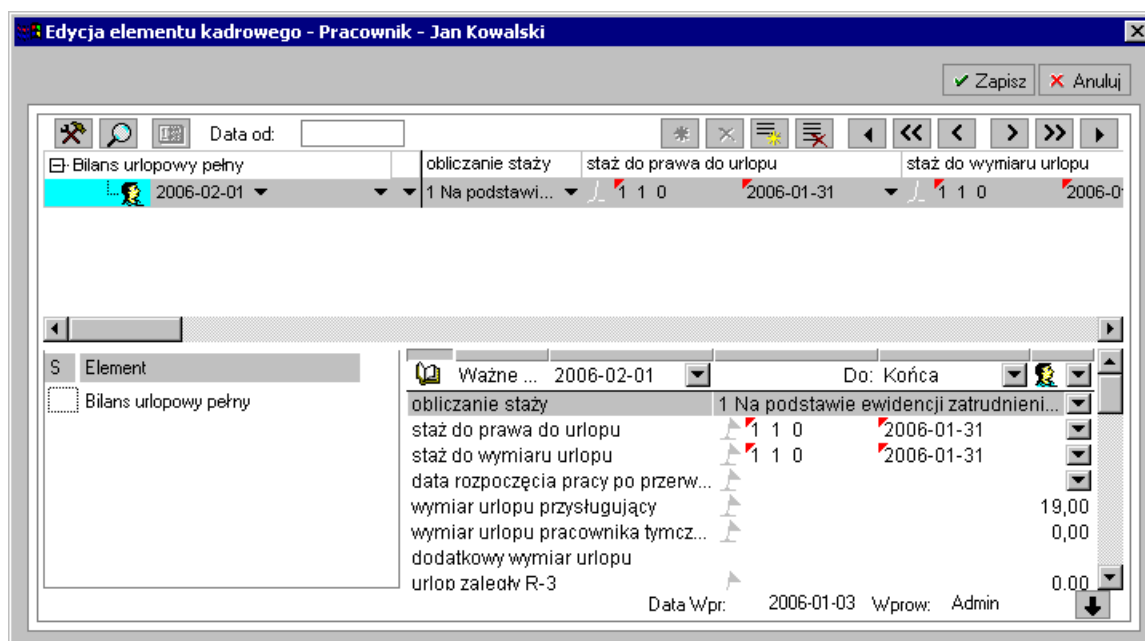 Edycja elementu kadrowego - Pracownik - Jan Kowalski
Zapisz Anuluj
Data od:
Bilans urlopowy pełny obliczanie staży staż do prawa do urlopu staż do wymiaru urlopu
2006-02-01 1 Na podstawi... 1 1 0 2006-01-31 1 1 0 2006-0
S Element
Bilans urlopowy pełny
Ważne ... 2006-02-01 Do: Końca
obliczanie staży 1 Na podstawie ewidencji zatrudnieni...
staż do prawa do urlopu 1 1 0 2006-01-31
staż do wymiaru urlopu 1 1 0 2006-01-31
data rozpoczęcia pracy po przerw...
wymiar urlopu przysługujący 19,00
wymiar urlopu pracownika tymcz... 0,00
dodatkowy wymiar urlopu
urlop zaległy R-3 0.00
Data Wpr: 2006-01-03 Wprow: Admin